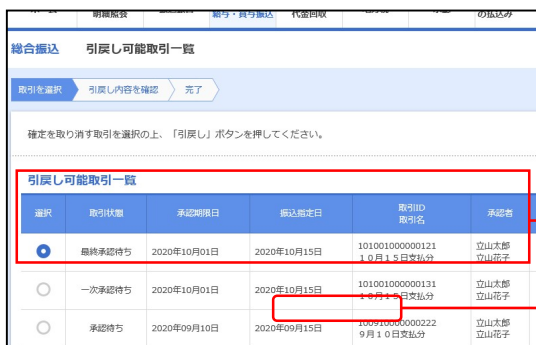 明細照会
給与・賞与振込
代金回収
の払込み
総合振込 引戻し可能取引一覧
取引を選択 引戻し内容を確認 完了
確定を取り消す取引を選択の上、「引戻し」ボタンを押してください。
引戻し可能取引一覧
選択 取引状態 承認期限日 振込指定日 取引ID 承認者
取引名
最終承認待ち 2020年10月01日 2020年10月15日 101001000000121 立山太郎
10月15日支払分 立山花子
一次承認待ち 2020年10月01日 2020年10月15日 101001000000131 立山太郎
10月15日支払分 立山花子
承認待ち 2020年09月10日 2020年09月15日 100910000000222 立山太郎
9月10日支払分 立山花子